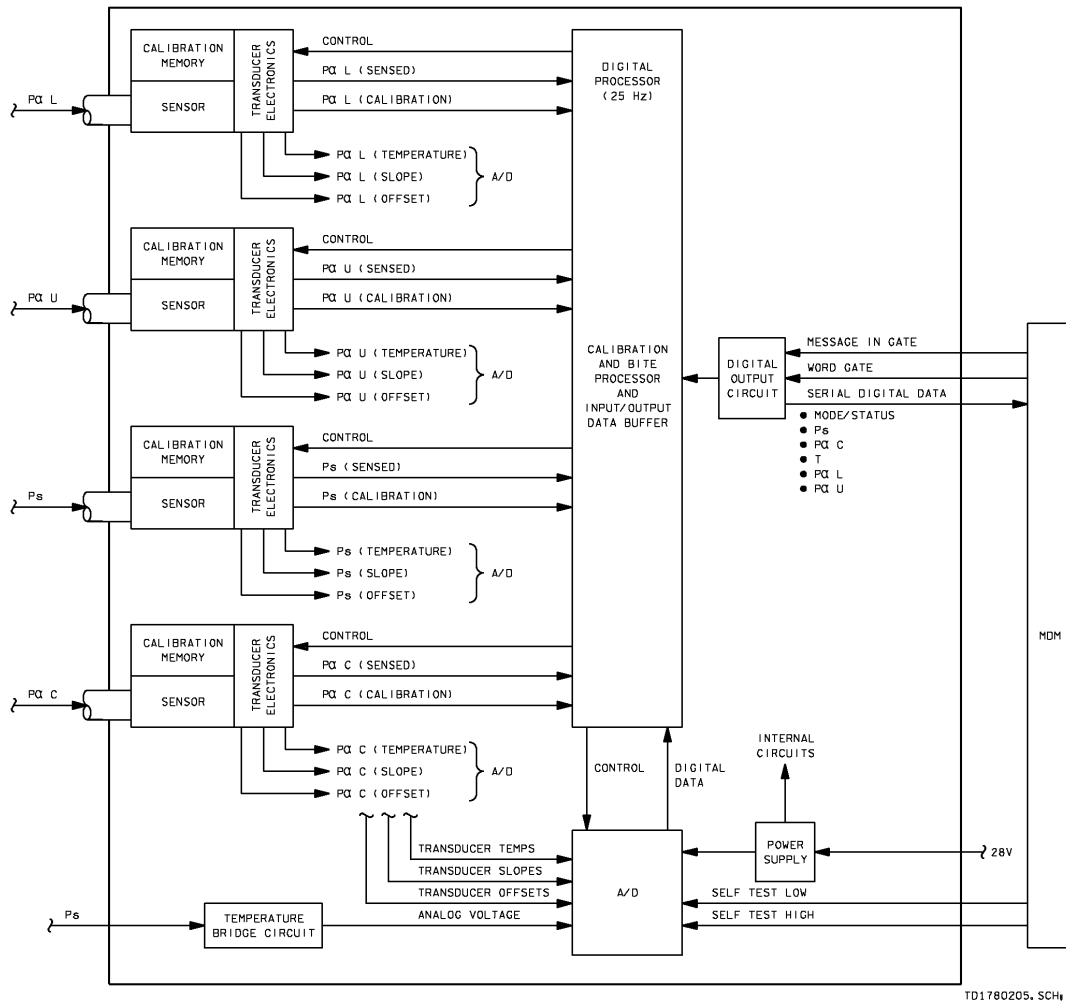 CALIBRATION
MEMORY
SENSOR
TRANSDUCER
ELECTRONICS
Pα L
CONTROL
Pα L (SENSED)
Pα L (CALIBRATION)
Pα L (TEMPERATURE)
Pα L (SLOPE)
Pα L (OFFSET)
A/D
DIGITAL
PROCESSOR
(25 Hz)
CALIBRATION
MEMORY
SENSOR
TRANSDUCER
ELECTRONICS
Pα U
CONTROL
Pα U (SENSED)
Pα U (CALIBRATION)
Pα U (TEMPERATURE)
Pα U (SLOPE)
Pα U (OFFSET)
A/D
CALIBRATION
AND BITE
PROCESSOR
AND
INPUT/OUTPUT
DATA BUFFER
DIGITAL
OUTPUT
CIRCUIT
MESSAGE IN GATE
WORD GATE
SERIAL DIGITAL DATA
● MODE/STATUS
● Ps
● Pα C
● T
● Pα L
● Pα U
CALIBRATION
MEMORY
SENSOR
TRANSDUCER
ELECTRONICS
Ps
CONTROL
Ps (SENSED)
Ps (CALIBRATION)
Ps (TEMPERATURE)
Ps (SLOPE)
Ps (OFFSET)
A/D
MDM
CALIBRATION
MEMORY
SENSOR
TRANSDUCER
ELECTRONICS
Pα C
CONTROL
Pα C (SENSED)
Pα C (CALIBRATION)
Pα C (TEMPERATURE)
Pα C (SLOPE)
Pα C (OFFSET)
A/D
CONTROL
DIGITAL
DATA
INTERNAL
CIRCUITS
POWER
SUPPLY
28V
TRANSDUCER TEMPS
TRANSDUCER SLOPES
TRANSDUCER OFFSETS
ANALOG VOLTAGE
A/D
SELF TEST LOW
SELF TEST HIGH
Ps
TEMPERATURE
BRIDGE CIRCUIT
TD1780205. SCH